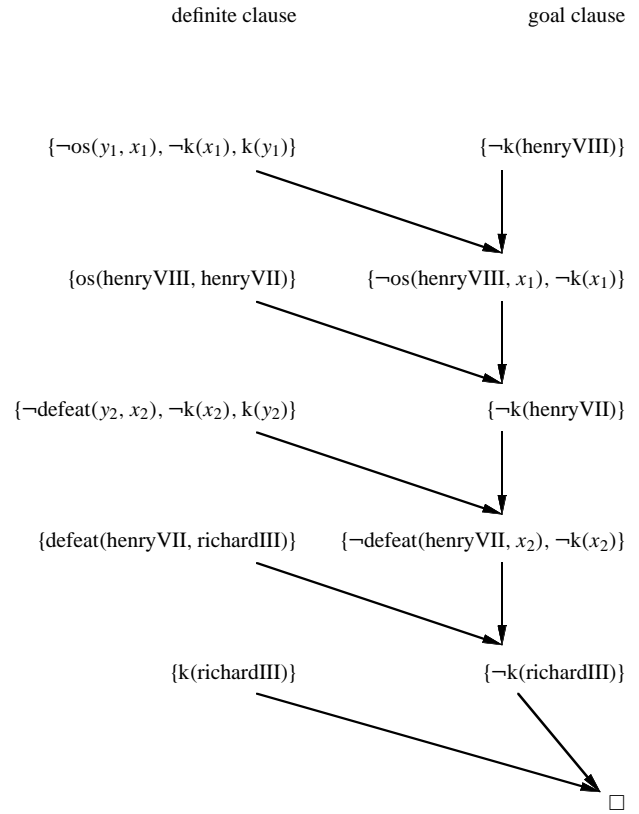 definite clause goal clause
{¬os(y₁, x₁), ¬k(x₁), k(y₁)} {¬k(henryVIII)}
{os(henryVIII, henryVII)} {¬os(henryVIII, x₁), ¬k(x₁)}
{¬defeat(y₂, x₂), ¬k(x₂), k(y₂)} {¬k(henryVII)}
{defeat(henryVII, richardIII)} {¬defeat(henryVII, x₂), ¬k(x₂)}
{k(richardIII)} {¬k(richardIII)}
□